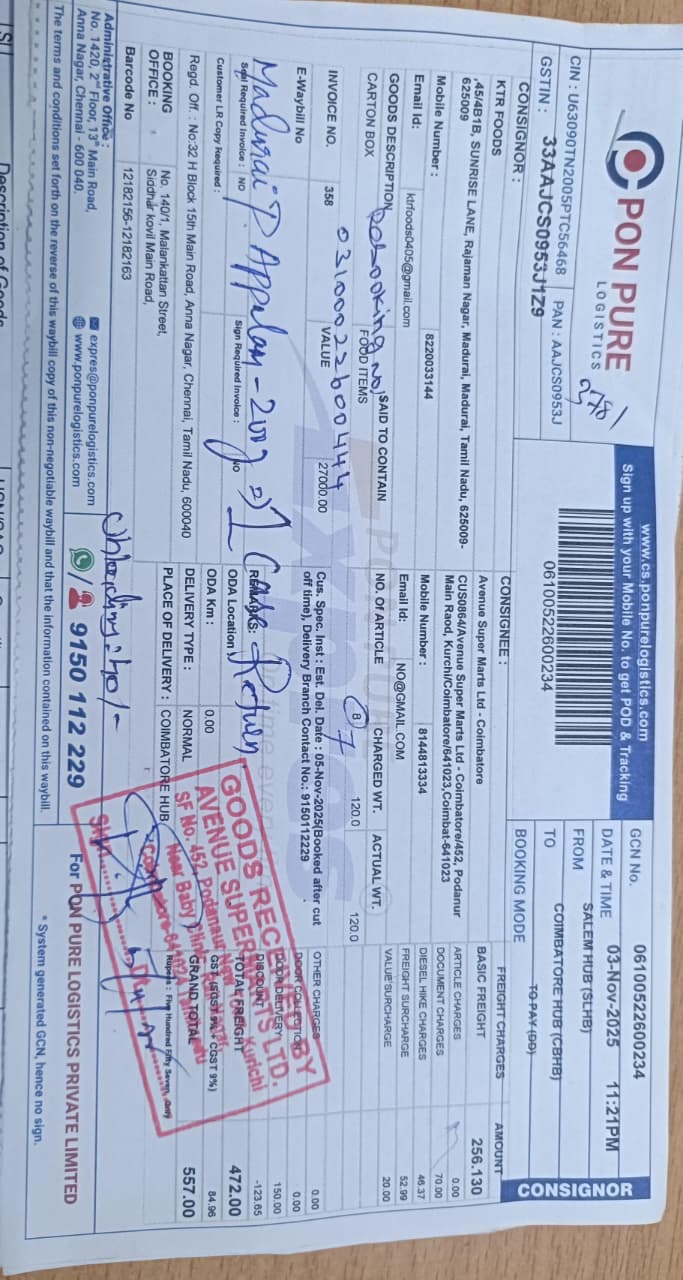 PON PURE
LOGISTICS
2781
www.cs.ponpurelogistics.com
Sign up with your Mobile No. to get POD & Tracking
CIN : U63090TN2005PTC56468 PAN : AAJCS0953J
GSTIN : 33AAJCS0953J1Z9
06100522600234
GCN No. 06100522600234
DATE & TIME 03-Nov-2025 11:21PM
FROM SALEM HUB (SLHB)
TO COIMBATORE HUB (CBHB)
BOOKING MODE TO-PAY (DD)
CONSIGNOR
CONSIGNOR :
KTR FOODS
,45/4B1B, SUNRISE LANE, Rajaman Nagar, Madurai, Madurai, Tamil Nadu, 625009-
625009
Mobile Number : 8220033144
Email Id: ktrfoods0405@gmail.com
CONSIGNEE :
Avenue Super Marts Ltd - Coimbatore
CUS0864/Avenue Super Marts Ltd - Coimbatore/452, Podanur
Main Raod, Kurchi/Coimbatore/641023,Coimbat-641023
Mobile Number : 8144813334
Email Id: NO@GMAIL.COM
GOODS DESCRIPTION SAID TO CONTAIN NO. OF ARTICLE CHARGED WT. ACTUAL WT.
CARTON BOX FOOD ITEMS 8 120.0 120.0
7
Rebooking No
0310002600444
INVOICE NO. 358 VALUE 27000.00
E-Waybill No
Cus. Spec. Inst : Est. Del. Date : 05-Nov-2025(Booked after cut
off time), Delivery Branch Contact No.: 9150112229
Madurai P Appalam - 200g => 1 Case Return
Seal Required Invoice : NO Sign Required Invoice : NO
REMARKS:
Customer LR Copy Required :
ODA Location
ODA Km : 0.00
Regd. Off. : No:32 H Block 15th Main Road, Anna Nagar, Chennai, Tamil Nadu, 600040
DELIVERY TYPE : NORMAL
BOOKING OFFICE : No. 140/1, Malankattan Street,
Siddhar kovil Main Road,
PLACE OF DELIVERY : COIMBATORE HUB
Barcode No 12182156-12182163
FREIGHT CHARGES AMOUNT
BASIC FREIGHT 256.130
ARTICLE CHARGES 0.00
DOCUMENT CHARGES 70.00
DIESEL HIKE CHARGES 46.37
FREIGHT SURCHARGE 52.99
VALUE SURCHARGE 20.00
OTHER CHARGES 0.00
DOOR COLLECTION 0.00
DOOR DELIVERY 150.00
DISCOUNT -123.65
TOTAL FREIGHT 472.00
GST (SGST 9% + CGST 9%) 84.96
GRAND TOTAL 557.00
Rupees : Five Hundred Fifty Seven Only
GOODS RECEIVED BY
AVENUE SUPERMARTS LTD.
SF No. 452, Podanur
Kurichi
Near Baby
Administrative Office :
No. 1420, 2nd Floor, 13th Main Road,
Anna Nagar, Chennai - 600 040.
expres@ponpurelogistics.com
www.ponpurelogistics.com
9150 112 229
For PON PURE LOGISTICS PRIVATE LIMITED
The terms and conditions set forth on the reverse of this waybill copy of this non-negotiable waybill and that the information contained on this waybill.
* System generated GCN, hence no sign.
Description of Goods